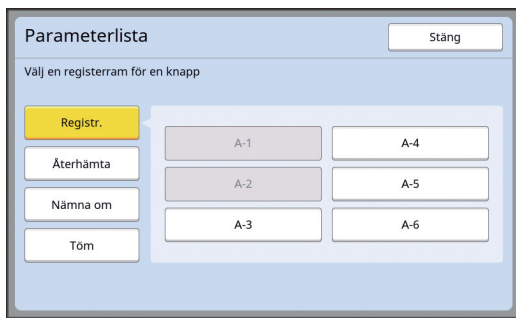 Parameterlista
Stäng
Välj en registerram för en knapp
Registr.
Återhämta
Nämna om
Töm
A-1
A-4
A-2
A-5
A-3
A-6